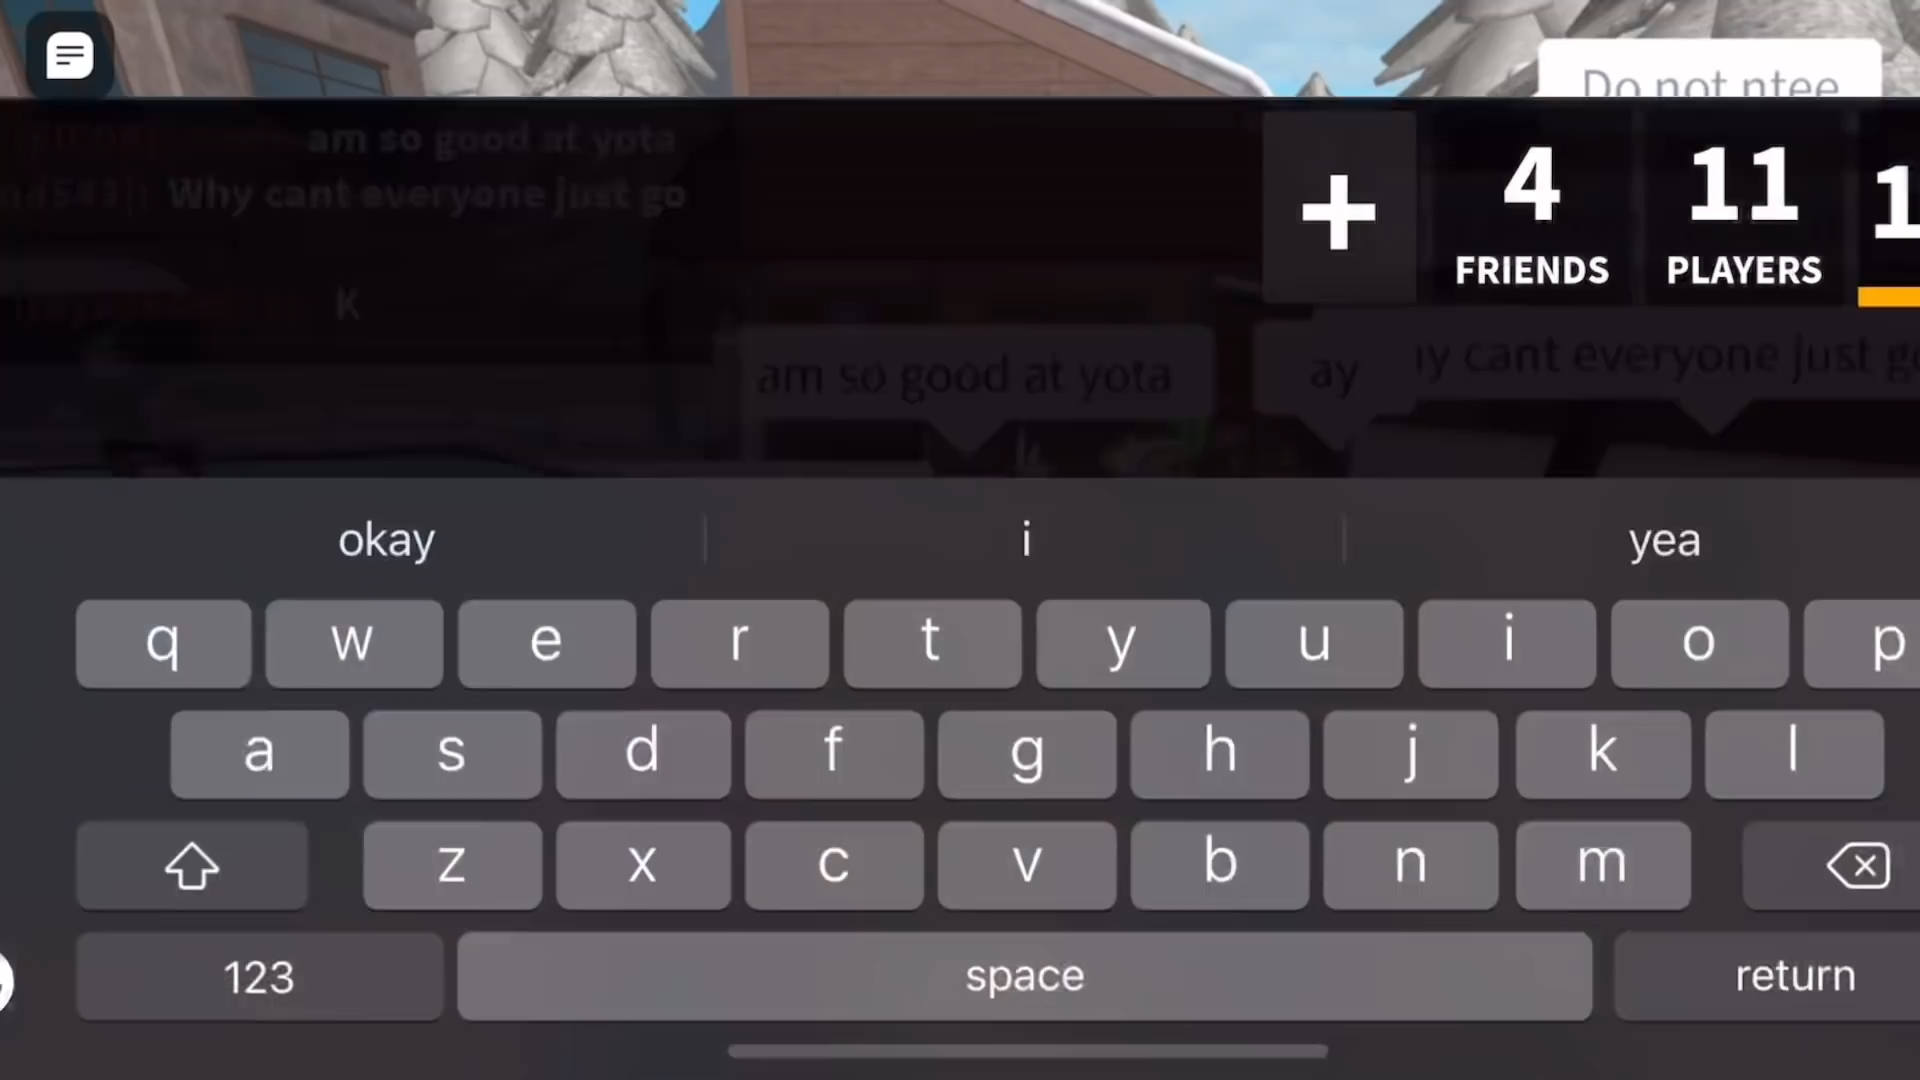 Do not ntee
am so good at yota
Why cant everyone just go
K
+
4
FRIENDS
11
PLAYERS
am so good at yota
ay
y cant everyone just g
okay
i
yea
q w e r t y u i o p
a s d f g h j k l
z x c v b n m
123
space
return